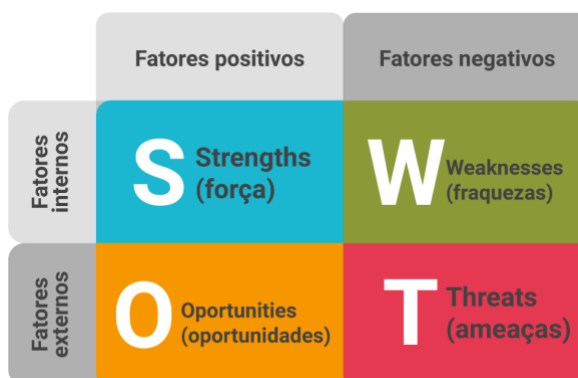 Fatores positivos
Fatores negativos
Fatores
internos
S
Strengths
(força)
W
Weaknesses
(fraquezas)
Fatores
externos
O
Oportunities
(oportunidades)
T
Threats
(ameaças)